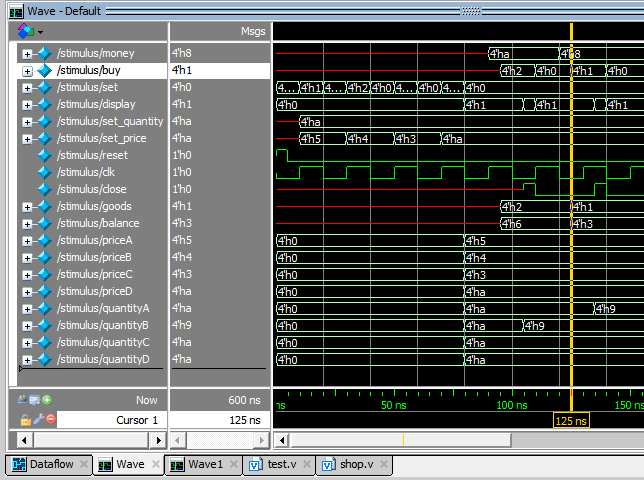 Wave - Default
Msgs
/stimulus/money 4'h8 4'ha 4'h8
/stimulus/buy 4'h1 4'h2 4'h0 4'h1 4'h0
/stimulus/set 4'h0 4... 4'h1 4... 4'h2 4'h0 4... 4'h0 4... 4'h0
/stimulus/display 4'h1 4'h0 4'h1 4'h1 4'h1
/stimulus/set_quantity 4'ha 4'ha
/stimulus/set_price 4'ha 4'h5 4'h4 4'h3 4'ha
/stimulus/reset 1'h0
/stimulus/clk 1'h0
/stimulus/close 1'h0
/stimulus/goods 4'h1 4'h2 4'h1
/stimulus/balance 4'h3 4'h6 4'h3
/stimulus/priceA 4'h5 4'h0 4'h5
/stimulus/priceB 4'h4 4'h0 4'h4
/stimulus/priceC 4'h3 4'h0 4'h3
/stimulus/priceD 4'ha 4'h0 4'ha
/stimulus/quantityA 4'ha 4'h0 4'ha 4'h9
/stimulus/quantityB 4'h9 4'h0 4'ha 4'h9
/stimulus/quantityC 4'ha 4'h0 4'ha
/stimulus/quantityD 4'ha 4'h0 4'ha
Now 600 ns ns 50 ns 100 ns 150 ns
Cursor 1 125 ns 125 ns
Dataflow Wave Wave1 test.v shop.v